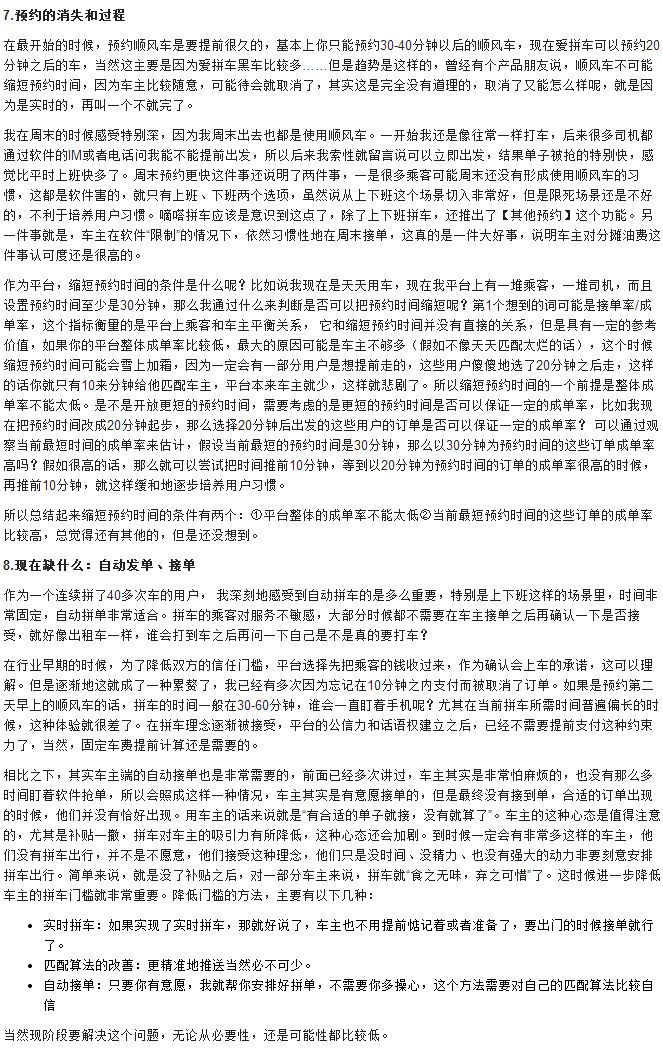 7.预约的消失和过程
在最开始的时候，预约顺风车是要提前很久的，基本上你只能预约30-40分钟以后的顺风车，现在爱拼车可以预约20
分钟之后的车，当然这主要是因为爱拼车黑车比较多……但是趋势是这样的，曾经有个产品朋友说，顺风车不可能
缩短预约时间，因为车主比较随意，可能待会就取消了，其实这是完全没有道理的，取消了又能怎么样呢，就是因
为是实时的，再叫一个不就完了。
我在周末的时候感受特别深，因为我周末出去也都是使用顺风车。一开始我还是像往常一样打车，后来很多司机都
通过软件的IM或者电话问我能不能提前出发，所以后来我索性就留言说可以立即出发，结果单子被抢的特别快，感
觉比平时上班快多了。周末预约更快这件事还说明了两件事，一是很多乘客可能周末还没有形成使用顺风车的习
惯，这都是软件害的，就只有上班、下班两个选项，虽然说从上下班这个场景切入非常好，但是限死场景还是不好
的，不利于培养用户习惯。嘀嗒拼车应该是意识到这点了，除了上下班拼车，还推出了【其他预约】这个功能。另
一件事就是，车主在软件“限制”的情况下，依然习惯性地在周末接单，这真的是一件大好事，说明车主对分摊油费这
件事认可度还是很高的。
作为平台，缩短预约时间的条件是什么呢？比如说我现在是天天用车，现在我平台上有一堆乘客，一堆司机，而且
设置预约时间至少是30分钟，那么我通过什么来判断是否可以把预约时间缩短呢？第1个想到的词可能是接单率/成
单率，这个指标衡量的是平台上乘客和车主平衡关系， 它和缩短预约时间并没有直接的关系，但是具有一定的参考
价值，如果你的平台整体成单率比较低，最大的原因可能是车主不够多（假如不像天天匹配太烂的话），这个时候
缩短预约时间可能会雪上加霜，因为一定会有一部分用户是想提前走的，这些用户傻傻地选了20分钟之后走，这样
的话你就只有10来分钟给他匹配车主，平台本来车主就少，这样就悲剧了。所以缩短预约时间的一个前提是整体成
单率不能太低。是不是开放更短的预约时间，需要考虑的是更短的预约时间是否可以保证一定的成单率，比如我现
在把预约时间改成20分钟起步，那么选择20分钟后出发的这些用户的订单是否可以保证一定的成单率？ 可以通过观
察当前最短时间的成单率来估计，假设当前最短的预约时间是30分钟，那么以30分钟为预约时间的这些订单成单率
高吗？假如很高的话，那么就可以尝试把时间推前10分钟，等到以20分钟为预约时间的订单的成单率很高的时候，
再推前10分钟，就这样缓和地逐步培养用户习惯。
所以总结起来缩短预约时间的条件有两个：①平台整体的成单率不能太低②当前最短预约时间的这些订单的成单率
比较高，总觉得还有其他的，但是还没想到。
8.现在缺什么：自动发单、接单
作为一个连续拼了40多次车的用户， 我深刻地感受到自动拼车的是多么重要，特别是上下班这样的场景里，时间非
常固定，自动拼单非常适合。拼车的乘客对服务不敏感，大部分时候都不需要在车主接单之后再确认一下是否接
受，就好像出租车一样，谁会打到车之后再问一下自己是不是真的要打车？
在行业早期的时候，为了降低双方的信任门槛，平台选择先把乘客的钱收过来，作为确认会上车的承诺，这可以理
解。但是逐渐地这就成了一种累赘了，我已经有多次因为忘记在10分钟之内支付而被取消了订单。如果是预约第二
天早上的顺风车的话，拼车的时间一般在30-60分钟，谁会一直盯着手机呢？尤其在当前拼车所需时间普遍偏长的时
候，这种体验就很差了。在拼车理念逐渐被接受，平台的公信力和话语权建立之后，已经不需要提前支付这种约束
力了，当然，固定车费提前计算还是需要的。
相比之下，其实车主端的自动接单也是非常需要的，前面已经多次讲过，车主其实是非常怕麻烦的，也没有那么多
时间盯着软件抢单，所以会照成这样一种情况，车主其实是有意愿接单的，但是最终没有接到单，合适的订单出现
的时候，他们并没有恰好出现。用车主的话来说就是“有合适的单子就接，没有就算了”。车主的这种心态是值得注意
的，尤其是补贴一撤，拼车对车主的吸引力有所降低，这种心态还会加剧。到时候一定会有非常多这样的车主，他
们没有拼车出行，并不是不愿意，他们接受这种理念，他们只是没时间、没精力、也没有强大的动力非要刻意安排
拼车出行。简单来说，就是没了补贴之后，对一部分车主来说，拼车就“食之无味，弃之可惜”了。这时候进一步降低
车主的拼车门槛就非常重要。降低门槛的方法，主要有以下几种：
• 实时拼车：如果实现了实时拼车，那就好说了，车主也不用提前惦记着或者准备了，要出门的时候接单就行
了。
• 匹配算法的改善：更精准地推送当然必不可少。
• 自动接单：只要你有意愿，我就帮你安排好拼单，不需要你多操心，这个方法需要对自己的匹配算法比较自
信
当然现阶段要解决这个问题，无论从必要性，还是可能性都比较低。